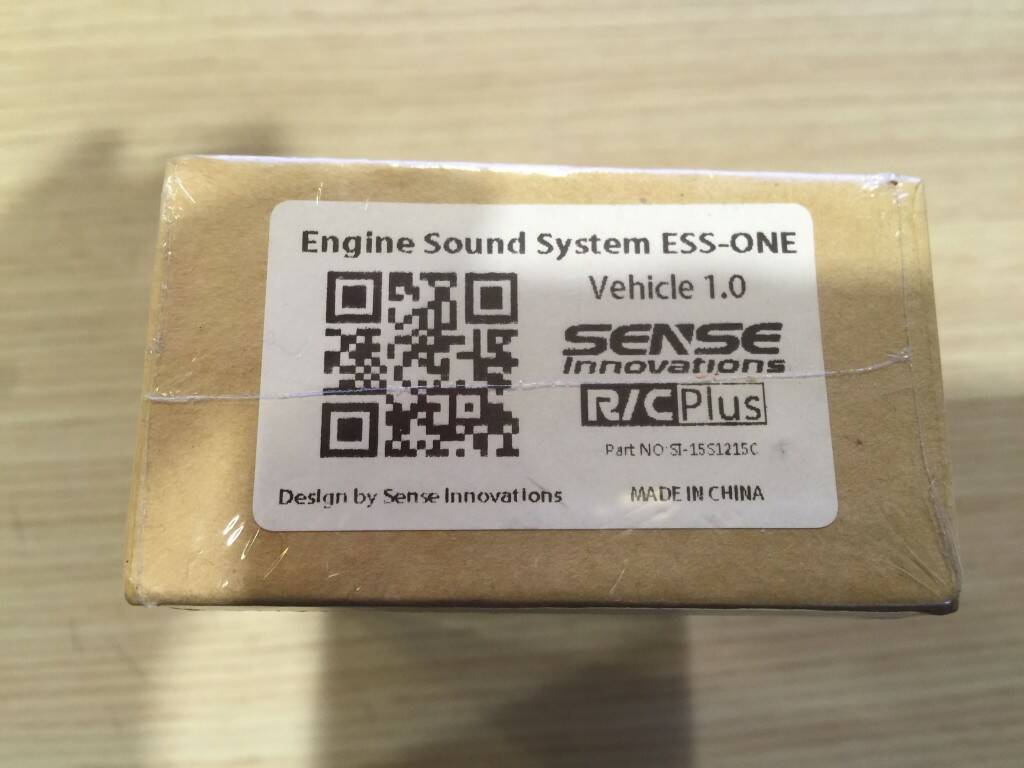 Engine Sound System ESS-ONE
Vehicle 1.0
SENSE
Innovations
R/C Plus
Part NO:SI-15S1215C
Design by Sense Innovations
MADE IN CHINA